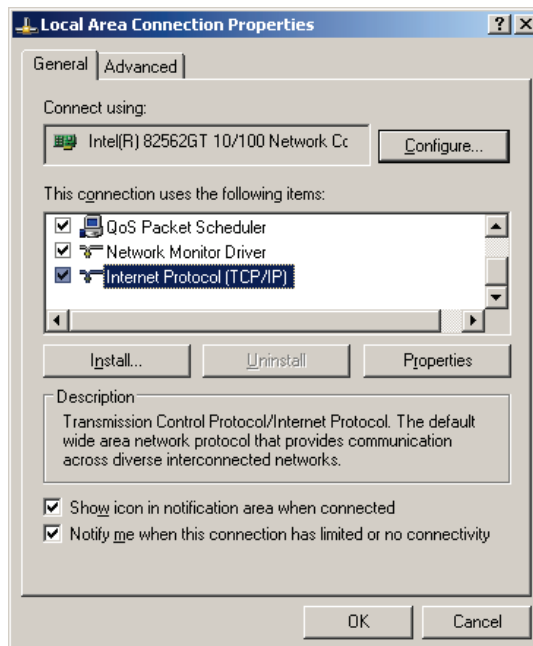 Local Area Connection Properties
General
Advanced
Connect using:
Intel(R) 82562GT 10/100 Network Cc
Configure...
This connection uses the following items:
QoS Packet Scheduler
Network Monitor Driver
Internet Protocol (TCP/IP)
Install...
Uninstall
Properties
Description
Transmission Control Protocol/Internet Protocol. The default
wide area network protocol that provides communication
across diverse interconnected networks.
Show icon in notification area when connected
Notify me when this connection has limited or no connectivity
OK
Cancel